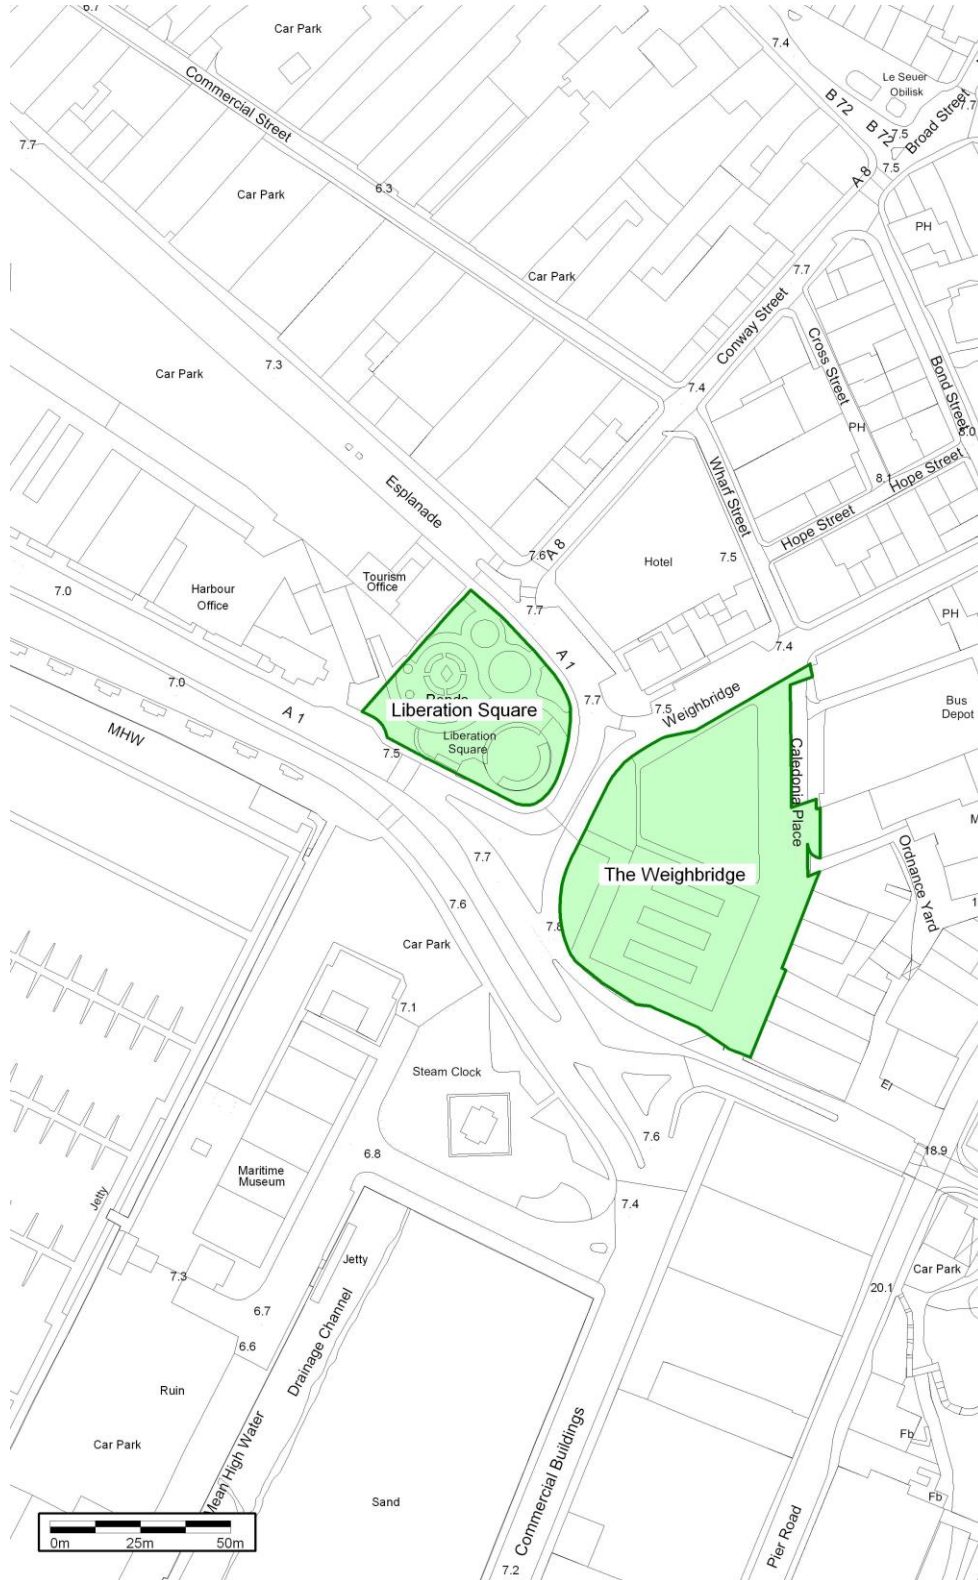 6.7
Car Park
7.4
Le Seuer
Obilisk
B 72
B 72
7.5
Broad Street
7.7
Commercial Street
7.7
7.5
A 8
6.3
Car Park
PH
Car Park
7.7
Conway Street
Cross Street
Bond Street
7.3
Car Park
7.4
PH
6.0
8.1
Hope Street
Hope Street
Esplanade
Wharf Street
7.6
A 8
7.5
Hotel
Tourism
Office
Harbour
Office
7.0
7.7
PH
7.4
A 1
7.0
7.7
7.5
Weighbridge
Bus
Depot
A 1
Liberation Square
Liberation
Square
MHW
7.5
Caledonia Place
M
7.7
Ordnance Yard
The Weighbridge
7.6
7.8
Car Park
7.1
Steam Clock
El
7.6
6.8
18.9
Maritime
Museum
Jetty
7.4
Jetty
7.3
Car Park
20.1
6.7
6.6
Drainage Channel
Ruin
Car Park
Mean High Water
Commercial Buildings
Fb
Fb
Sand
Pier Road
0m 25m 50m
7.2